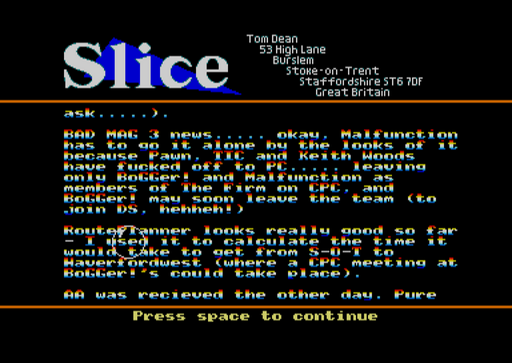 Slice
Tom Dean
53 High Lane
Burslem
Stoke-on-Trent
Staffordshire ST6 7DF
Great Britain
ask.....).
BAD MAG 3 news..... okay. Malfunction
has to go it alone by the looks of it
because Pawn, TIC and Keith Woods
have fucked off to PC..... leaving
only BoGGer! and Malfunction as
members of The Firm on CPC, and
BoGGer! may soon leave the team (to
join DS, hehheh!)
RoutePlanner looks really good so far
- I used it to calculate the time it
would take to get from S-O-T to
Haverfordwest (where a CPC meeting at
BoGGer!'s could take place).
AA was recieved the other day. Pure
Press space to continue